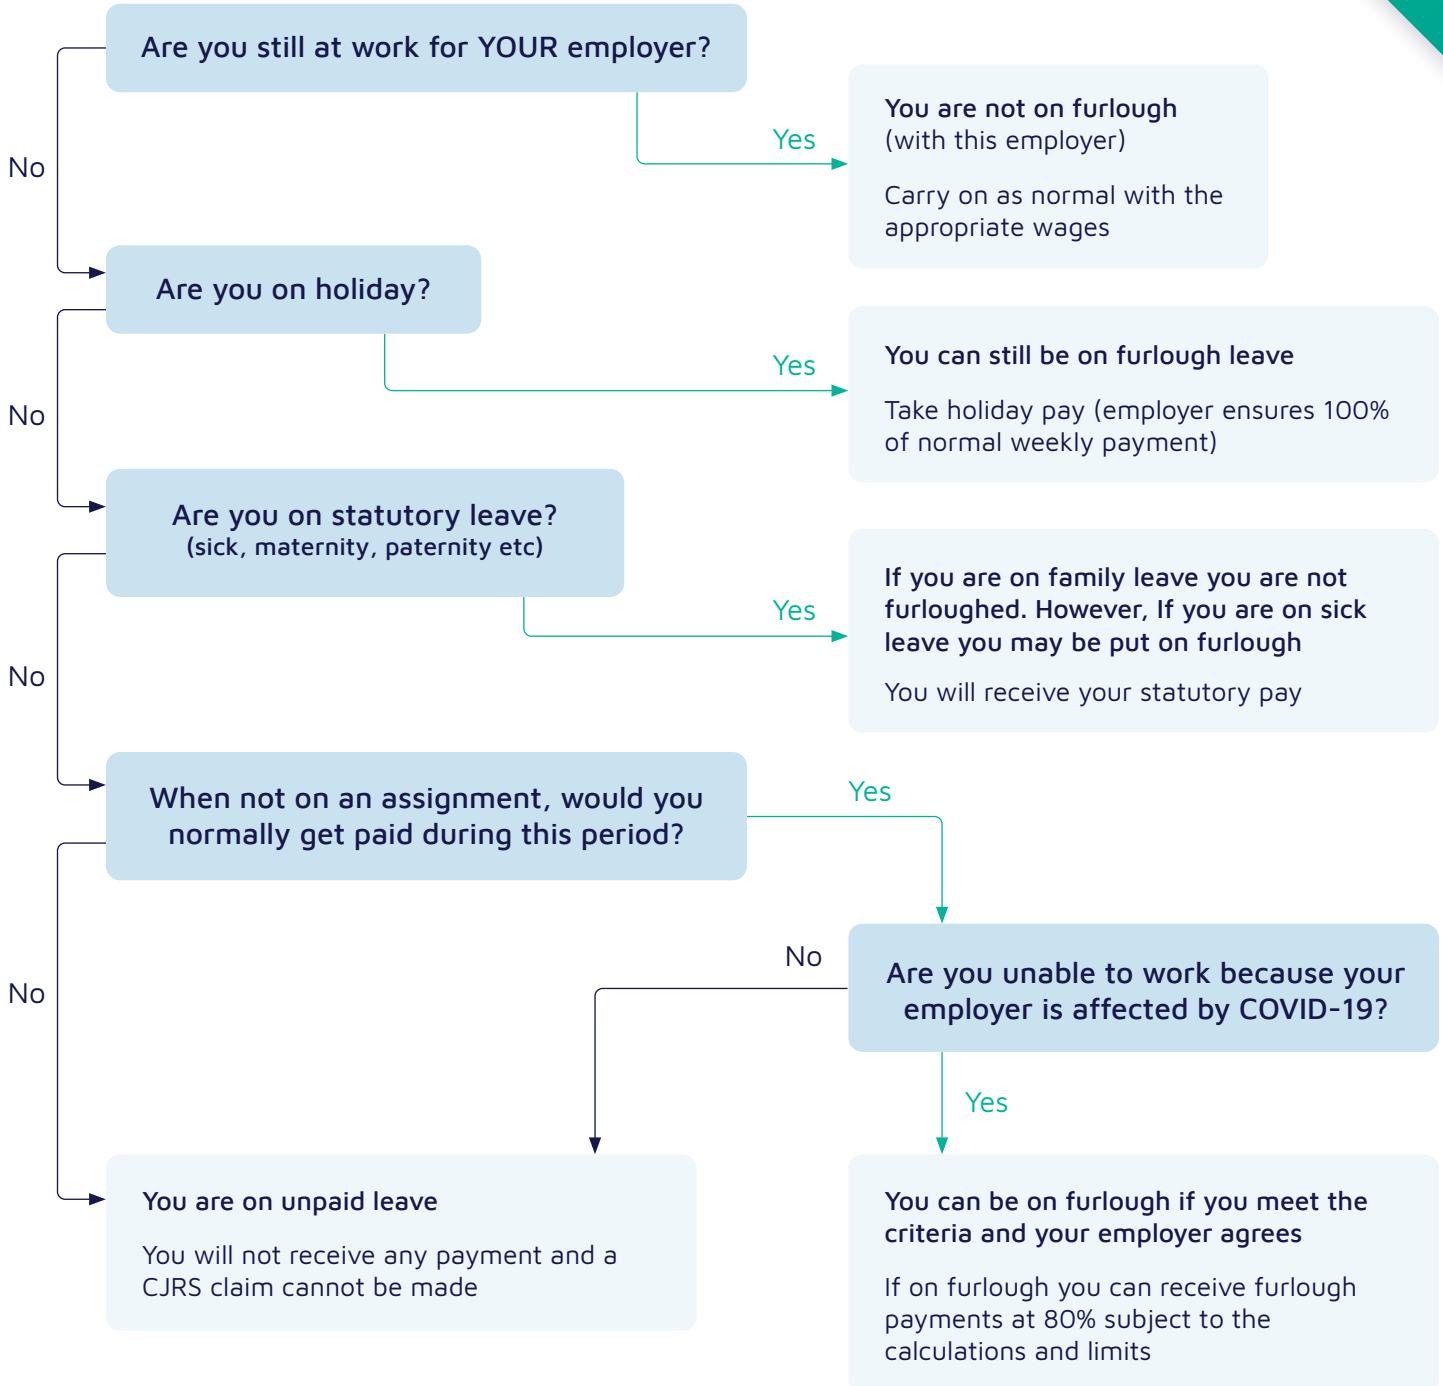 Are you still at work for YOUR employer?
No
Yes
You are not on furlough
(with this employer)
Carry on as normal with the
appropriate wages
Are you on holiday?
No
Yes
You can still be on furlough leave
Take holiday pay (employer ensures 100%
of normal weekly payment)
Are you on statutory leave?
(sick, maternity, paternity etc)
No
Yes
If you are on family leave you are not
furloughed. However, If you are on sick
leave you may be put on furlough
You will receive your statutory pay
When not on an assignment, would you
normally get paid during this period?
Yes
No
No
Are you unable to work because your
employer is affected by COVID-19?
Yes
You are on unpaid leave
You will not receive any payment and a
CJRS claim cannot be made
You can be on furlough if you meet the
criteria and your employer agrees
If on furlough you can receive furlough
payments at 80% subject to the
calculations and limits